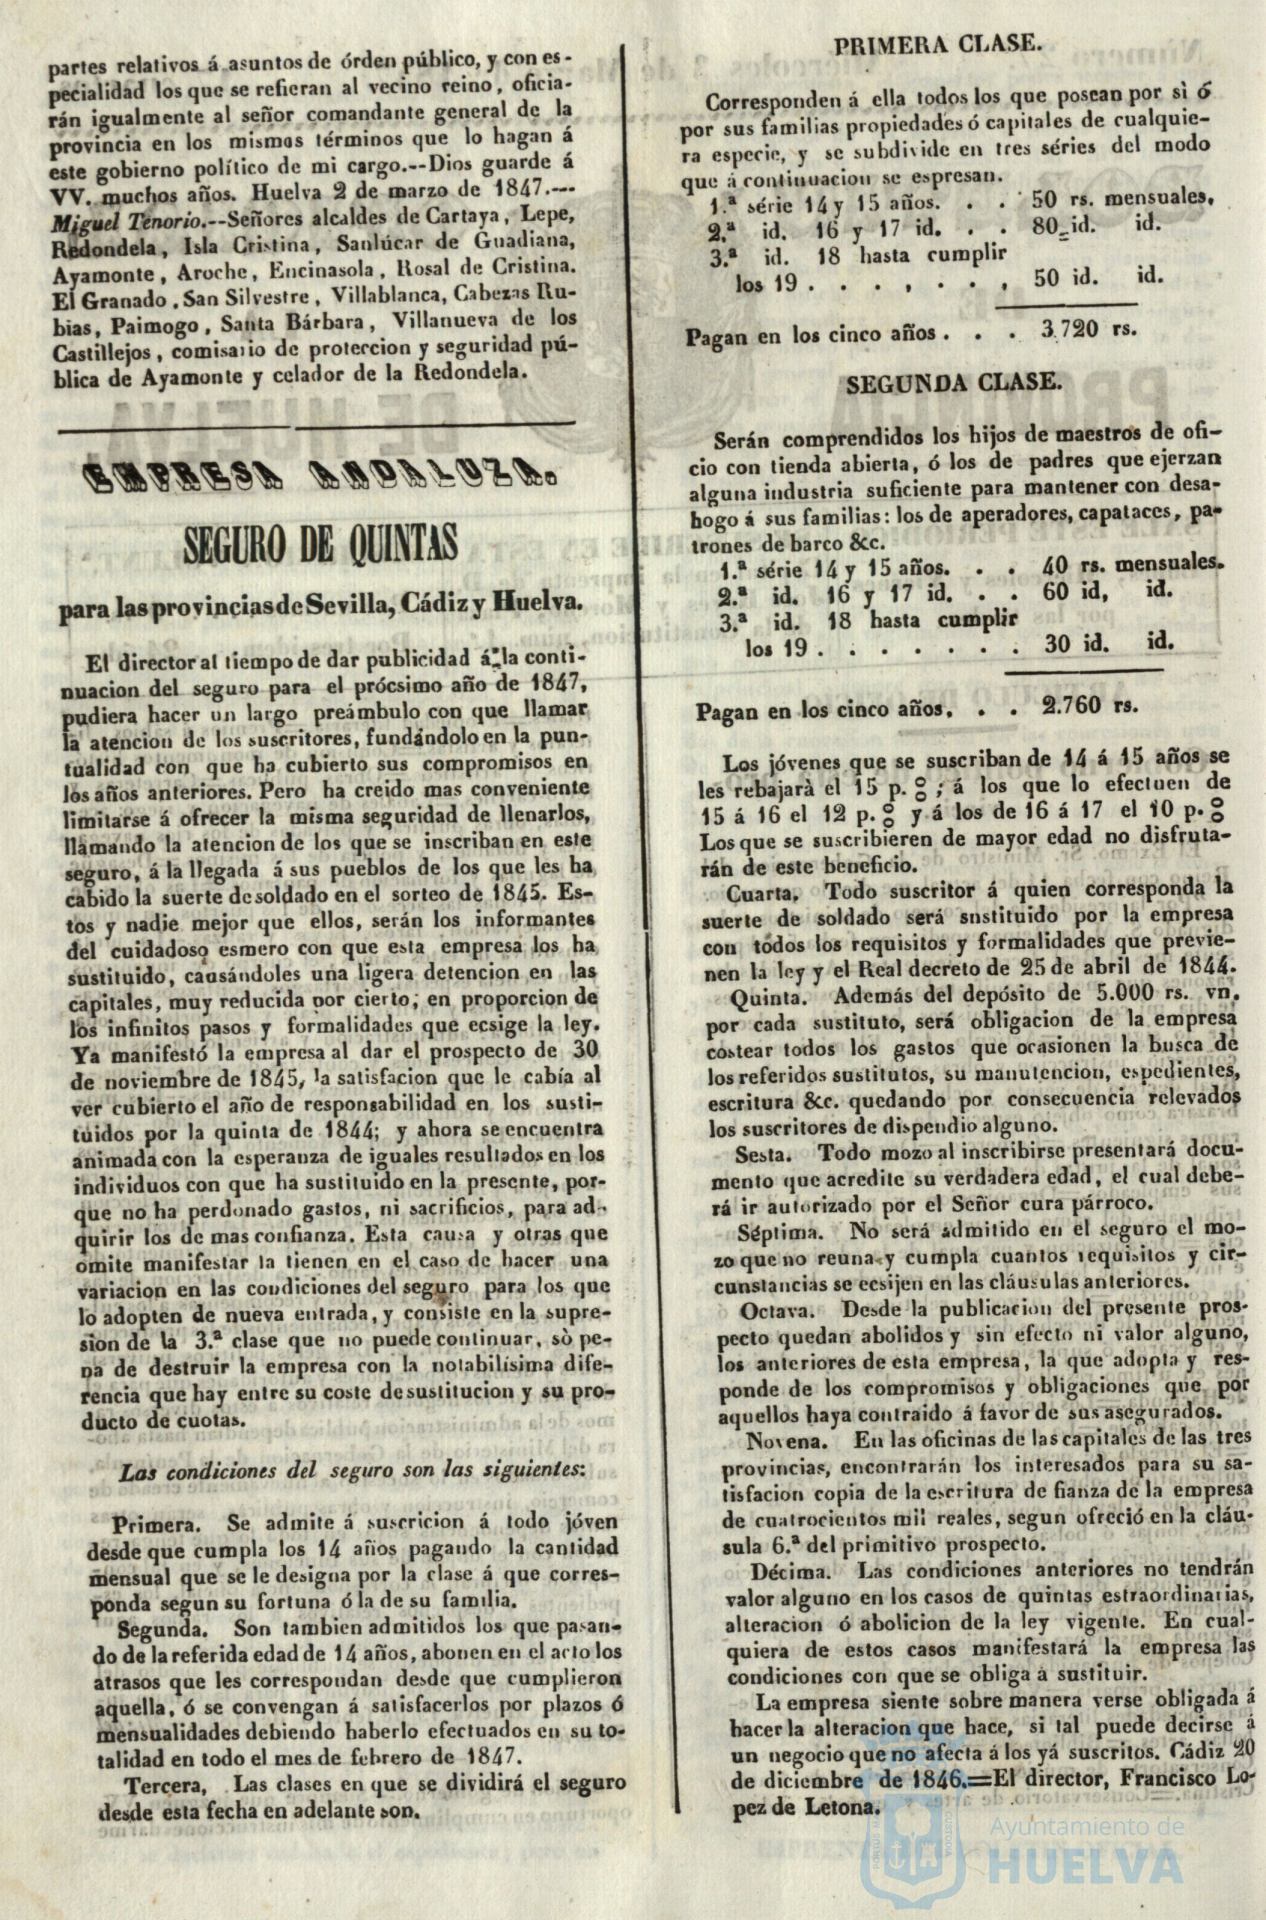 partes relativos á asuntos de órden público, y con es-
pecialidad los que se refieran al vecino reino, oficia-
rán igualmente al señor comandante general de la
provincia en los mismos términos que lo hagan á
este gobierno político de mi cargo.--Dios guarde á
VV. muchos años. Huelva 2 de marzo de 1847.---
Miguel Tenorio.--Señores alcaldes de Cartaya, Lepe,
Redondela, Isla Cristina, Sanlúcar de Guadiana,
Ayamonte, Aroche, Encinasola, Rosal de Cristina.
El Granado, San Silvestre, Villablanca, Cabezas Ru-
bias, Paimogo, Santa Bárbara, Villanueva de los
Castillejos, comisario de proteccion y seguridad pú-
blica de Ayamonte y celador de la Redondela.
EMPRESA ANDALUZA.
SEGURO DE QUINTAS
para las provincias de Sevilla, Cádiz y Huelva.
El director al tiempo de dar publicidad á la conti-
nuacion del seguro para el prócsimo año de 1847,
pudiera hacer un largo preámbulo con que llamar
la atencion de los suscritores, fundándolo en la pun-
tualidad con que ha cubierto sus compromisos en
los años anteriores. Pero ha creido mas conveniente
limitarse á ofrecer la misma seguridad de llenarlos,
llamando la atencion de los que se inscriban en este
seguro, á la llegada á sus pueblos de los que les ha
cabido la suerte de soldado en el sorteo de 1845. Es-
tos y nadie mejor que ellos, serán los informantes
del cuidadoso esmero con que esta empresa los ha
sustituido, causándoles una ligera detencion en las
capitales, muy reducida por cierto, en proporcion de
los infinitos pasos y formalidades que ecsige la ley.
Ya manifestó la empresa al dar el prospecto de 30
de noviembre de 1845, la satisfacion que le cabía al
ver cubierto el año de responsabilidad en los susti-
tuidos por la quinta de 1844; y ahora se encuentra
animada con la esperanza de iguales resultados en los
individuos con que ha sustituido en la presente, por-
que no ha perdonado gastos, ni sacrificios, para ad-
quirir los de mas confianza. Esta causa y otras que
omite manifestar la tienen en el caso de hacer una
variacion en las condiciones del seguro para los que
lo adopten de nueva entrada, y consiste en la supre-
sion de la 3.ª clase que no puede continuar, sò pe-
na de destruir la empresa con la notabilísima dife-
rencia que hay entre su coste de sustitucion y su pro-
ducto de cuotas.
Las condiciones del seguro son las siguientes:
Primera. Se admite á suscricion á todo jóven
desde que cumpla los 14 años pagando la cantidad
mensual que se le designa por la clase á que corres-
ponda segun su fortuna ó la de su familia.
Segunda. Son tambien admitidos los que pasan-
do de la referida edad de 14 años, abonen en el acto los
atrasos que les correspondan desde que cumplieron
aquella, ó se convengan á satisfacerlos por plazos ó
mensualidades debiendo haberlo efectuados en su to-
talidad en todo el mes de febrero de 1847.
Tercera, Las clases en que se dividirá el seguro
desde esta fecha en adelante son.
PRIMERA CLASE.
Corresponden á ella todos los que posean por sì ó
por sus familias propiedades ó capitales de cualquie-
ra especie, y se subdivide en tres séries del modo
que á continuacion se espresan.
1.ª série 14 y 15 años. . . 50 rs. mensuales,
2.ª id. 16 y 17 id. . . 80 id. id.
3.ª id. 18 hasta cumplir
los 19 . . . , . . , 50 id. id.
Pagan en los cinco años . . . 3.720 rs.
SEGUNDA CLASE.
Serán comprendidos los hijos de maestros de ofi-
cio con tienda abierta, ó los de padres que ejerzan
alguna industria suficiente para mantener con desa-
hogo á sus familias: los de aperadores, capataces, pa-
trones de barco &c.
1.ª série 14 y 15 años. . . 40 rs. mensuales.
2.ª id. 16 y 17 id. . . 60 id, id.
3.ª id. 18 hasta cumplir
los 19 . . . . . . . 30 id. id.
Pagan en los cinco años. . . 2.760 rs.
Los jóvenes que se suscriban de 14 á 15 años se
les rebajarà el 15 p. % ; á los que lo efectuen de
15 á 16 el 12 p. % y á los de 16 á 17 el 10 p. %
Los que se suscribieren de mayor edad no disfruta-
rán de este beneficio.
Cuarta. Todo suscritor á quien corresponda la
suerte de soldado será sustituido por la empresa
con todos los requisitos y formalidades que previe-
nen la ley y el Real decreto de 25 de abril de 1844.
Quinta. Además del depósito de 5.000 rs. vn.
por cada sustituto, será obligacion de la empresa
costear todos los gastos que ocasionen la busca de
los referidos sustitutos, su manutencion, espedientes,
escritura &c. quedando por consecuencia relevados
los suscritores de dispendio alguno.
Sesta. Todo mozo al inscribirse presentará docu-
mento que acredite su verdadera edad, el cual debe-
rá ir autorizado por el Señor cura párroco.
Séptima. No será admitido en el seguro el mo-
zo que no reuna y cumpla cuantos requisitos y cir-
cunstancias se ecsijen en las cláusulas anteriores.
Octava. Desde la publicacion del presente pros-
pecto quedan abolidos y sin efecto ni valor alguno,
los anteriores de esta empresa, la que adopta y res-
ponde de los compromisos y obligaciones que por
aquellos haya contraido á favor de sus asegurados.
Novena. En las oficinas de las capitales de las tres
provincias, encontrarán los interesados para su sa-
tisfacion copia de la escritura de fianza de la empresa
de cuatrocientos mil reales, segun ofreció en la cláu-
sula 6.ª del primitivo prospecto.
Décima. Las condiciones anteriores no tendrán
valor alguno en los casos de quintas estraordinarias,
alteracion ó abolicion de la ley vigente. En cual-
quiera de estos casos manifestará la empresa las
condiciones con que se obliga á sustituir.
La empresa siente sobre manera verse obligada á
hacer la alteracion que hace, si tal puede decirse á
un negocio que no afecta á los yá suscritos. Cádiz 20
de diciembre de 1846.=El director, Francisco Lo-
pez de Letona.
Ayuntamiento de
HUELVA